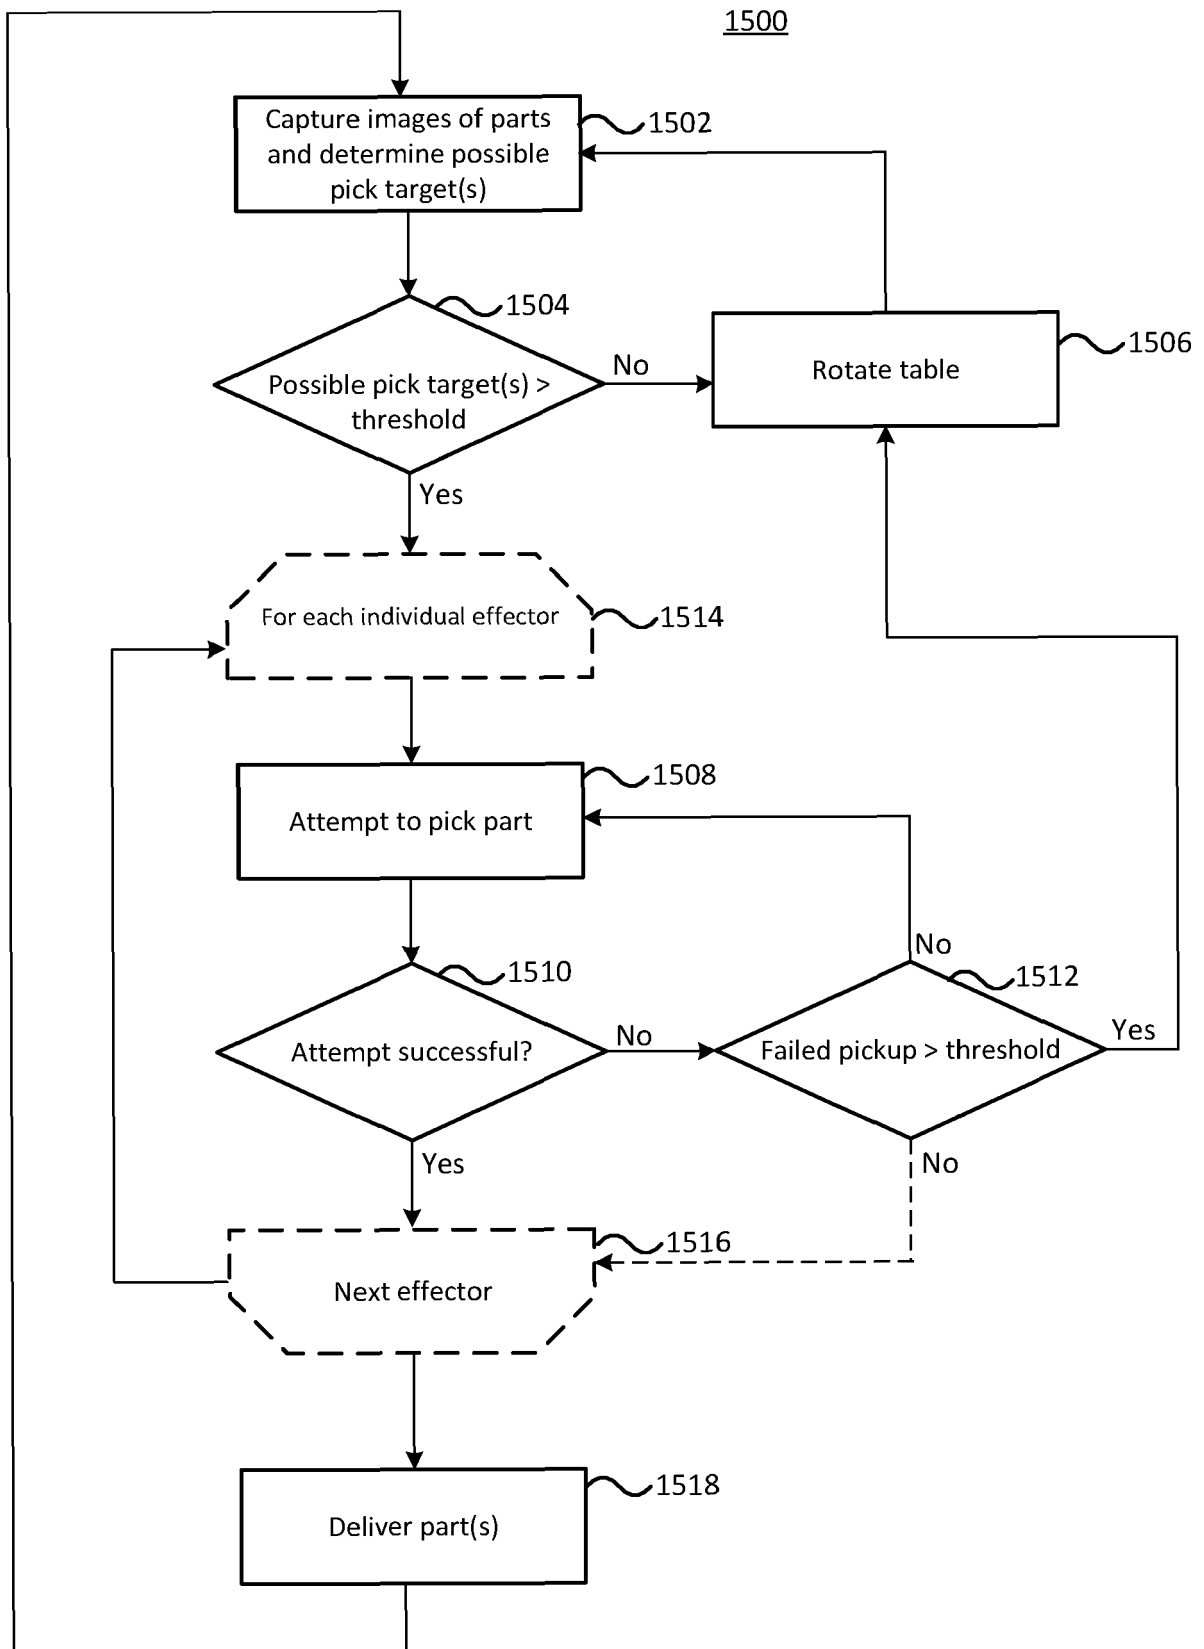 1500
Capture images of parts
and determine possible
pick target(s)
1502
1504
Possible pick target(s) >
threshold
No
Rotate table
1506
Yes
For each individual effector
1514
1508
Attempt to pick part
No
1510
1512
Attempt successful?
No
Failed pickup > threshold
Yes
Yes
No
1516
Next effector
1518
Deliver part(s)